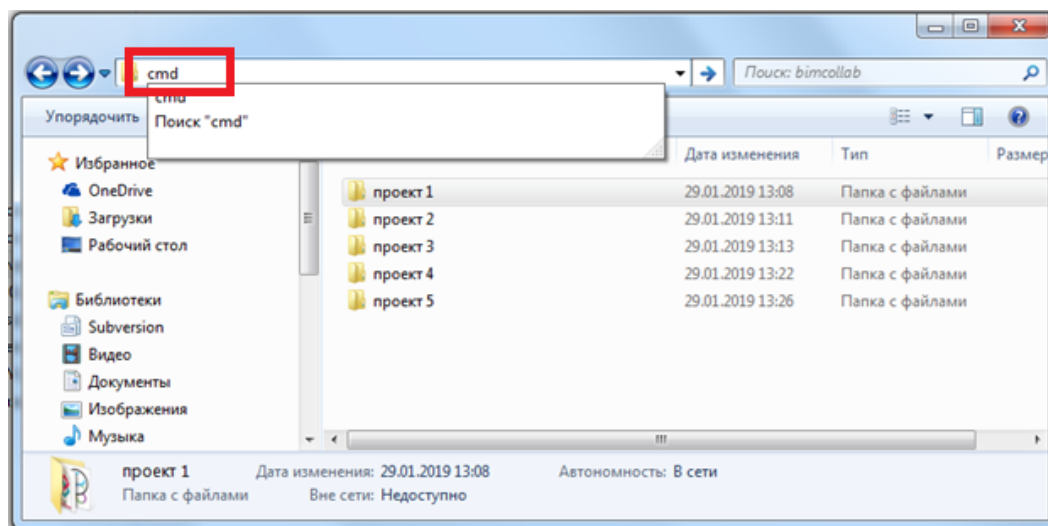 cmd
Поиск: bimcollab
cmd
Поиск "cmd"
Упорядочить
Дата изменения Тип Размер
Избранное
OneDrive
Загрузки
Рабочий стол
Библиотеки
Subversion
Видео
Документы
Изображения
Музыка
проект 1 29.01.2019 13:08 Папка с файлами
проект 2 29.01.2019 13:11 Папка с файлами
проект 3 29.01.2019 13:13 Папка с файлами
проект 4 29.01.2019 13:22 Папка с файлами
проект 5 29.01.2019 13:26 Папка с файлами
проект 1 Дата изменения: 29.01.2019 13:08 Автономность: В сети
Папка с файлами Вне сети: Недоступно